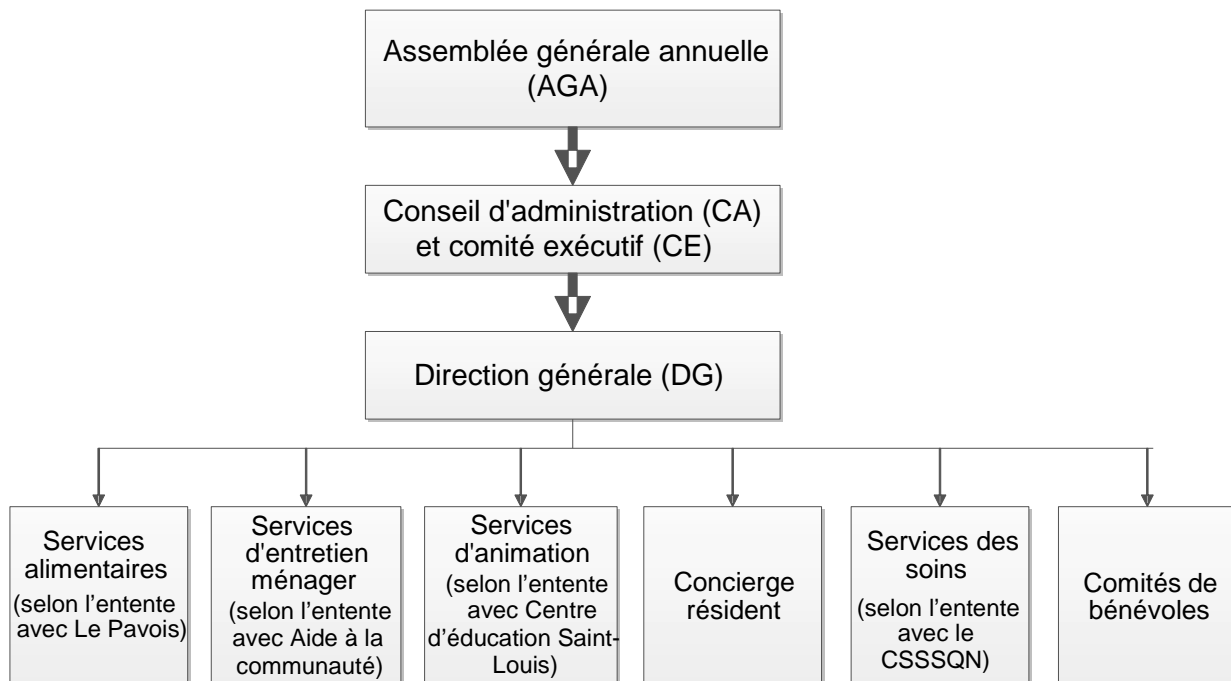 Assemblée générale annuelle
(AGA)
Conseil d'administration (CA)
et comité exécutif (CE)
Direction générale (DG)
Services
alimentaires
(selon l’entente
avec Le Pavois)
Services
d'entretien
ménager
(selon l’entente
avec Aide à la
communauté)
Services
d'animation
(selon l’entente
avec Centre
d’éducation Saint-
Louis)
Concierge
résident
Services des
soins
(selon l’entente
avec le
CSSSQN)
Comités de
bénévoles